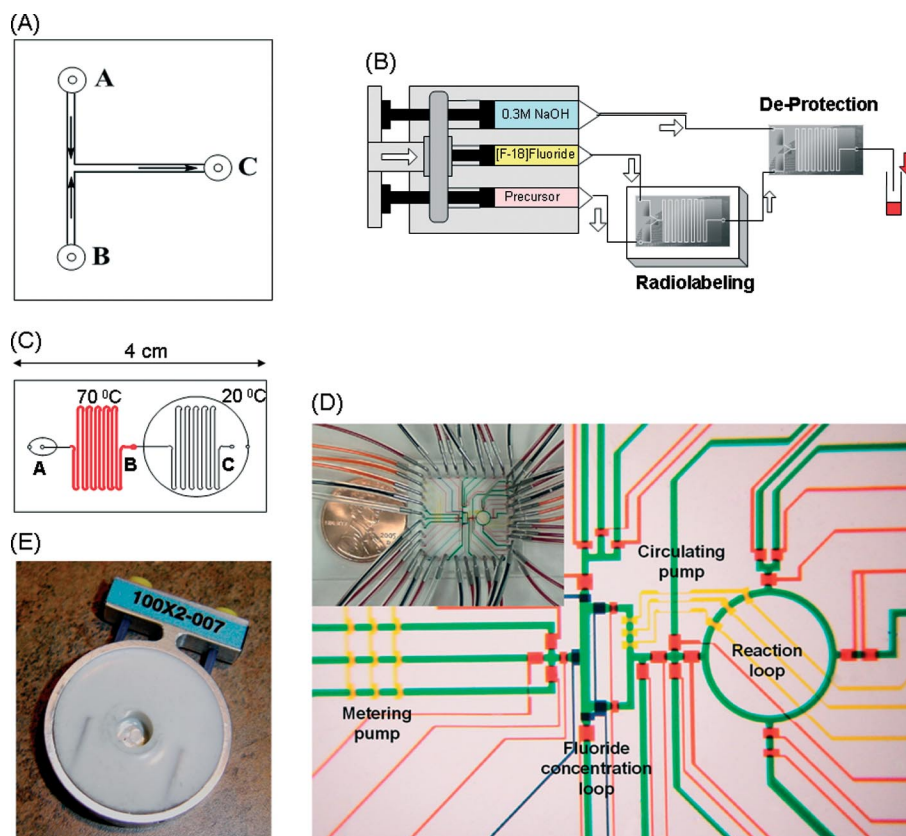 (A)
A
C
B
(B)
0.3M NaOH
[F-18]Fluoride
Precursor
De-Protection
Radiolabeling
(C)
4 cm
70 ⁰C
20 ⁰C
A
B
C
(D)
Circulating
pump
Reaction
loop
Metering
pump
Fluoride
concentration
loop
(E)
100X2-007